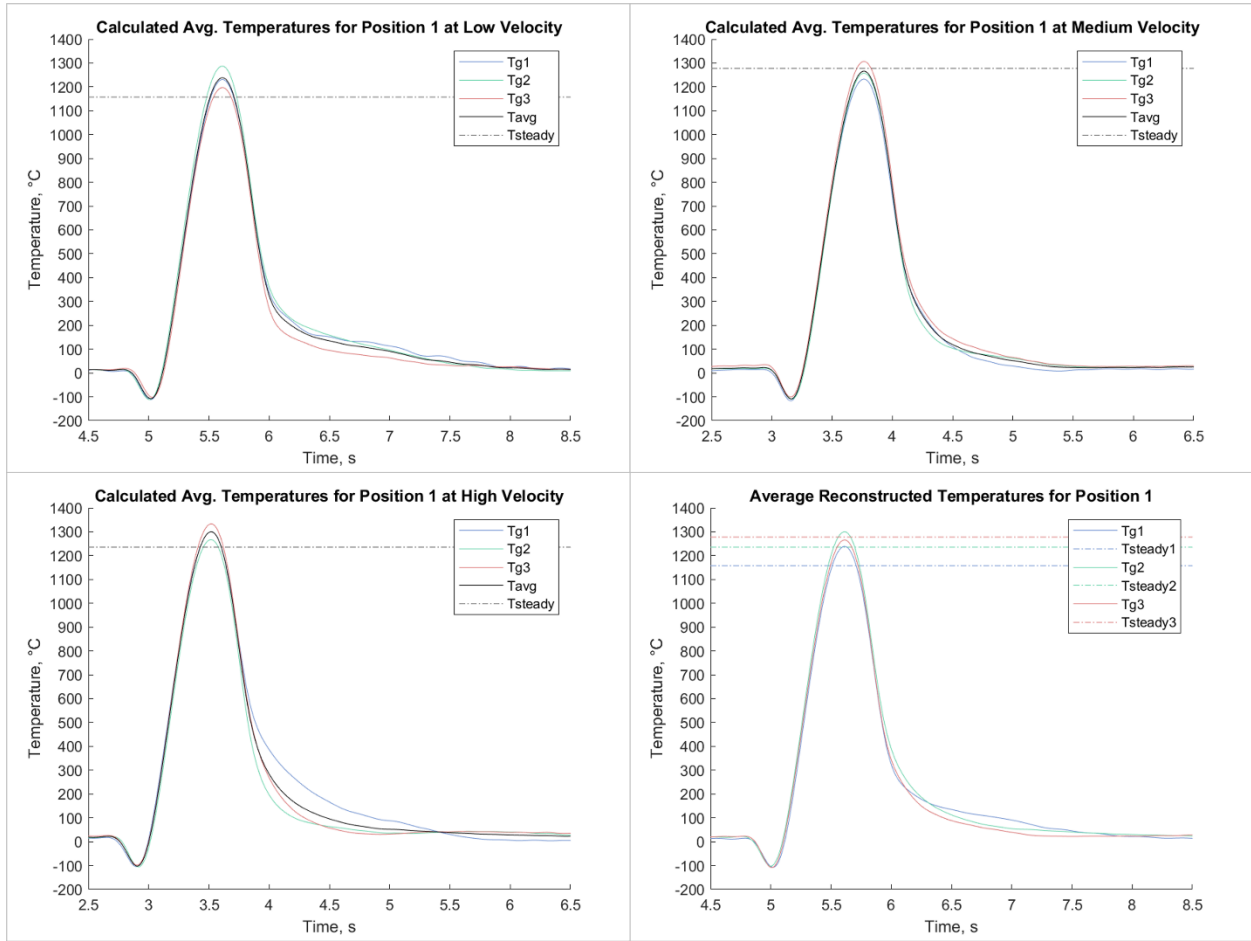 Calculated Avg. Temperatures for Position 1 at Low Velocity
1400
1300
1200
1100
1000
900
800
700
600
500
400
300
200
100
0
-100
-200
Temperature, °C
Tg1
Tg2
Tg3
Tavg
Tsteady
4.5 5 5.5 6 6.5 7 7.5 8 8.5
Time, s
Calculated Avg. Temperatures for Position 1 at Medium Velocity
1400
1300
1200
1100
1000
900
800
700
600
500
400
300
200
100
0
-100
-200
Temperature, °C
Tg1
Tg2
Tg3
Tavg
Tsteady
2.5 3 3.5 4 4.5 5 5.5 6 6.5
Time, s
Calculated Avg. Temperatures for Position 1 at High Velocity
1400
1300
1200
1100
1000
900
800
700
600
500
400
300
200
100
0
-100
-200
Temperature, °C
Tg1
Tg2
Tg3
Tavg
Tsteady
2.5 3 3.5 4 4.5 5 5.5 6 6.5
Time, s
Average Reconstructed Temperatures for Position 1
1400
1300
1200
1100
1000
900
800
700
600
500
400
300
200
100
0
-100
-200
Temperature, °C
Tg1
Tsteady1
Tg2
Tsteady2
Tg3
Tsteady3
4.5 5 5.5 6 6.5 7 7.5 8 8.5
Time, s